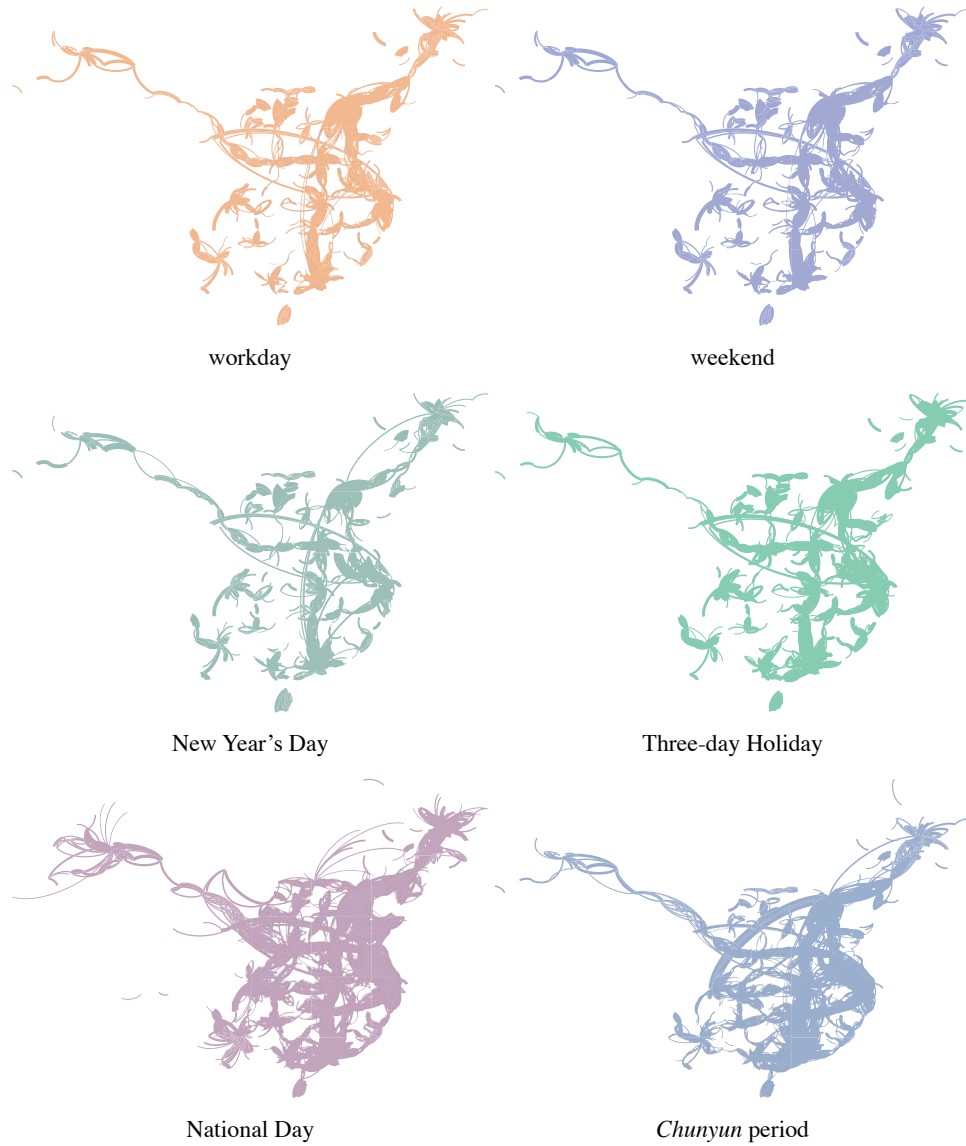 workday
weekend
New Year’s Day
Three-day Holiday
National Day
Chunyun period